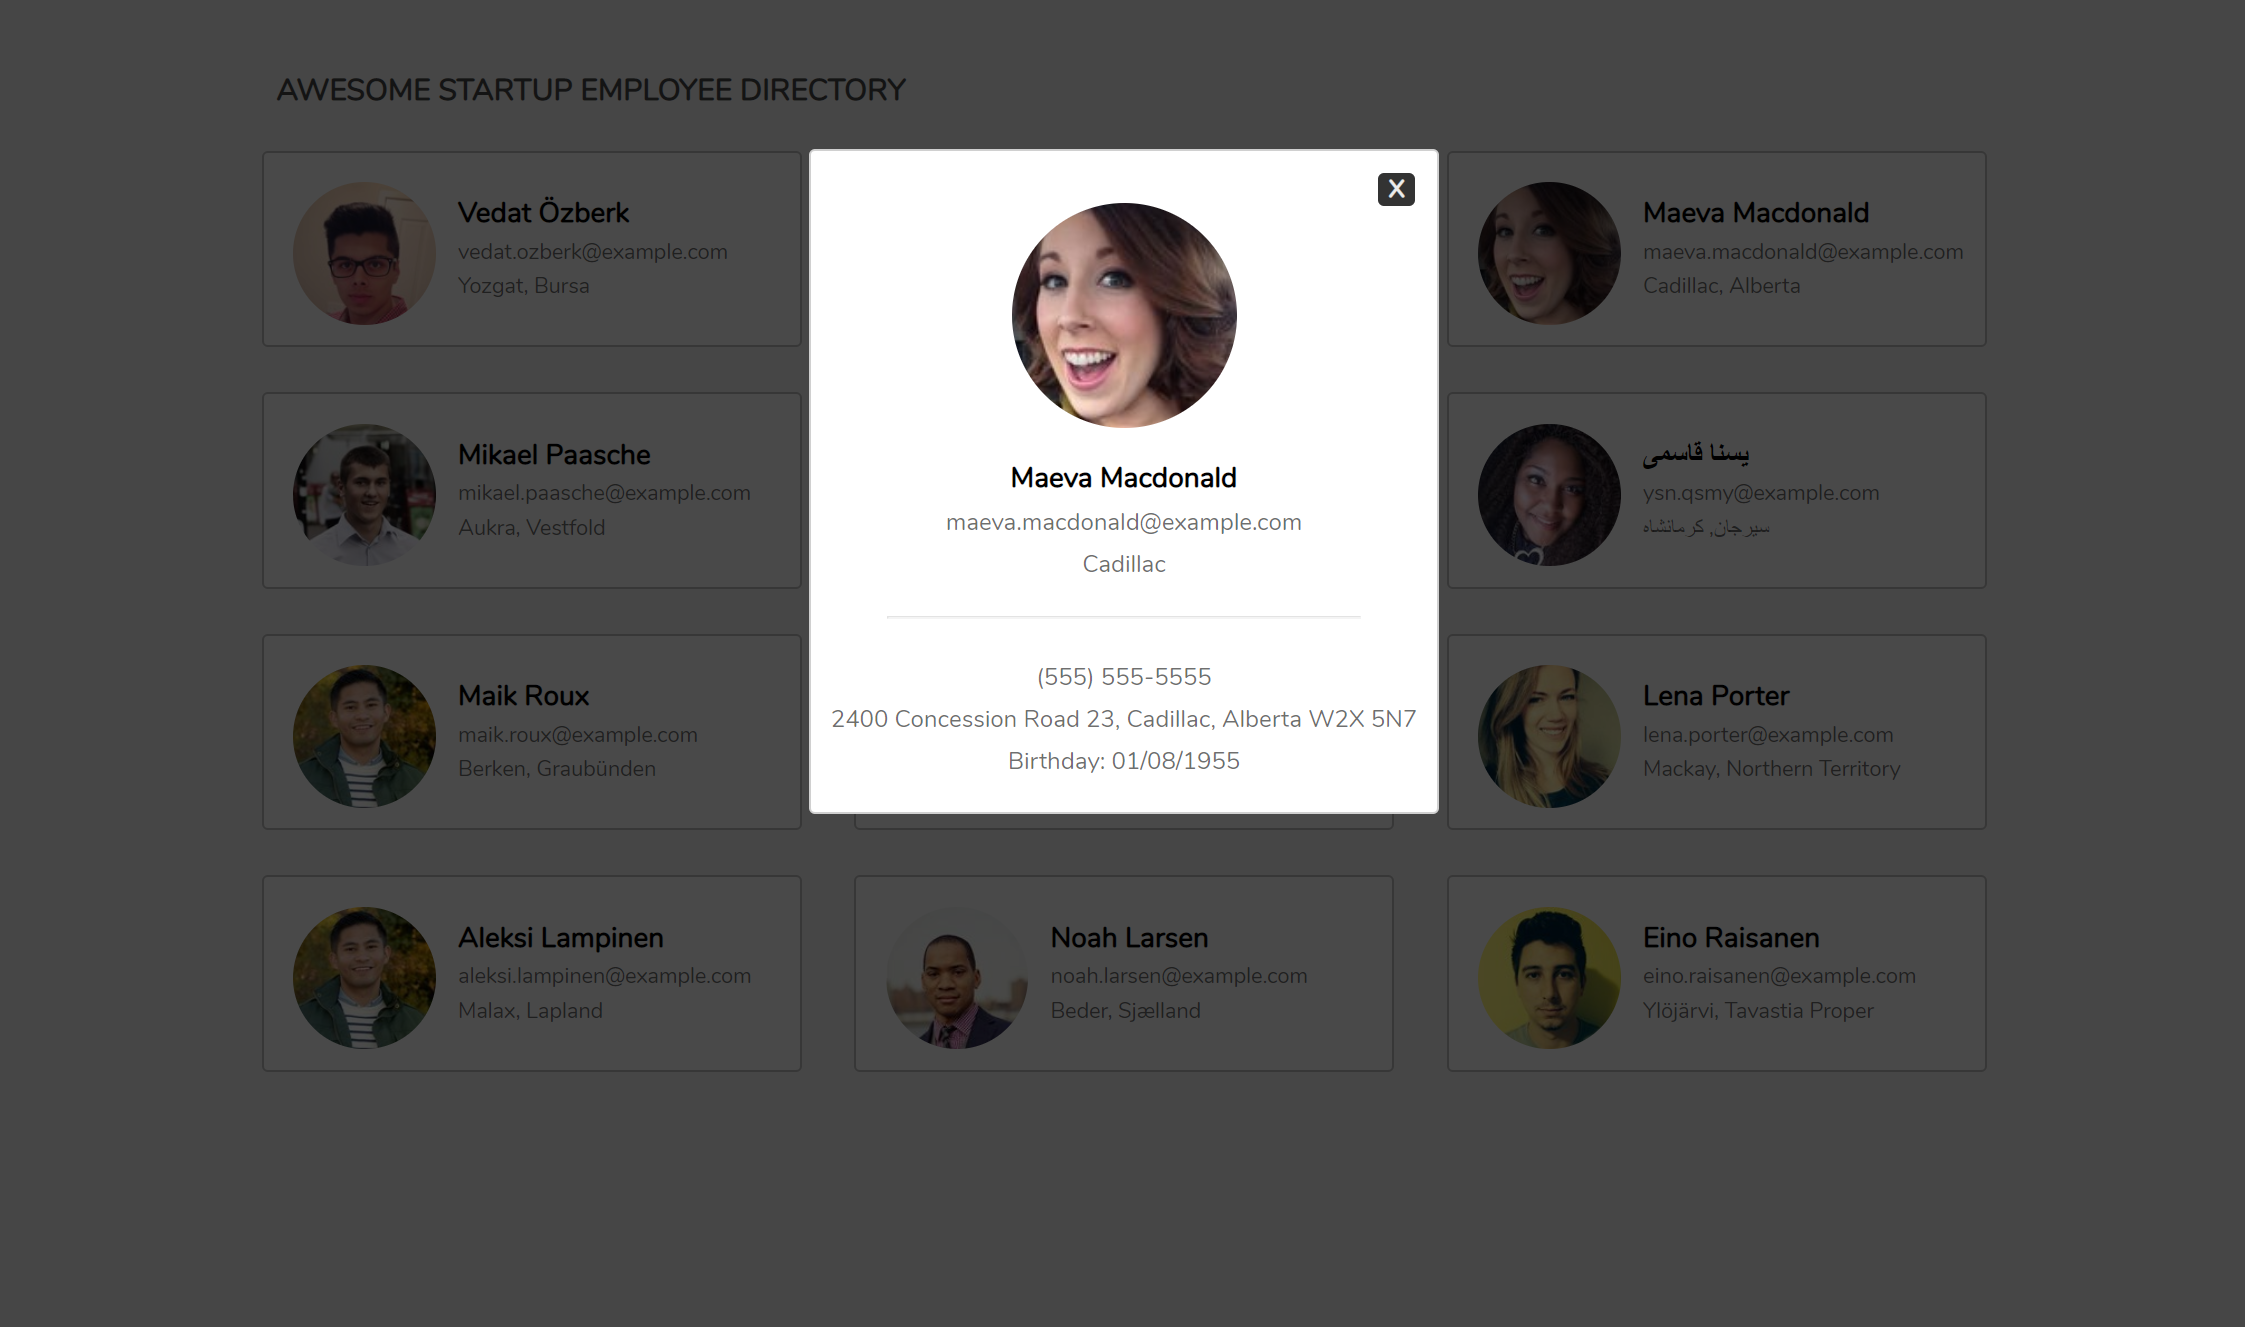 AWESOME STARTUP EMPLOYEE DIRECTORY
Vedat Özberk
vedat.ozberk@example.com
Yozgat, Bursa
X
Maeva Macdonald
maeva.macdonald@example.com
Cadillac
(555) 555-5555
2400 Concession Road 23, Cadillac, Alberta W2X 5N7
Birthday: 01/08/1955
Maeva Macdonald
maeva.macdonald@example.com
Cadillac, Alberta
Mikael Paasche
mikael.paasche@example.com
Aukra, Vestfold
یسنا قاسمی
ysn.qsmy@example.com
سیرجان, کرمانشاه
Maik Roux
maik.roux@example.com
Berken, Graubünden
Lena Porter
lena.porter@example.com
Mackay, Northern Territory
Aleksi Lampinen
aleksi.lampinen@example.com
Malax, Lapland
Noah Larsen
noah.larsen@example.com
Beder, Sjælland
Eino Raisanen
eino.raisanen@example.com
Ylöjärvi, Tavastia Proper